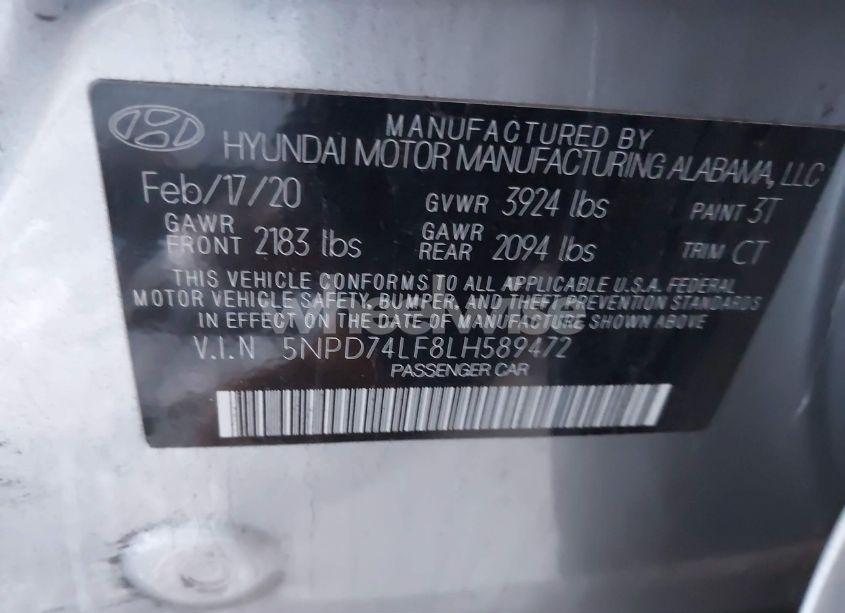 MANUFACTURED BY
HYUNDAI MOTOR MANUFACTURING ALABAMA, LLC
Feb/17/20 GVWR 3924 lbs PAINT 3T
GAWR FRONT 2183 lbs GAWR REAR 2094 lbs TRIM CT
THIS VEHICLE CONFORMS TO ALL APPLICABLE U.S.A. FEDERAL
MOTOR VEHICLE SAFETY, BUMPER, AND THEFT PREVENTION STANDARDS
IN EFFECT ON THE DATE OF MANUFACTURE SHOWN ABOVE
V.I.N 5NPD74LF8LH589472
PASSENGER CAR